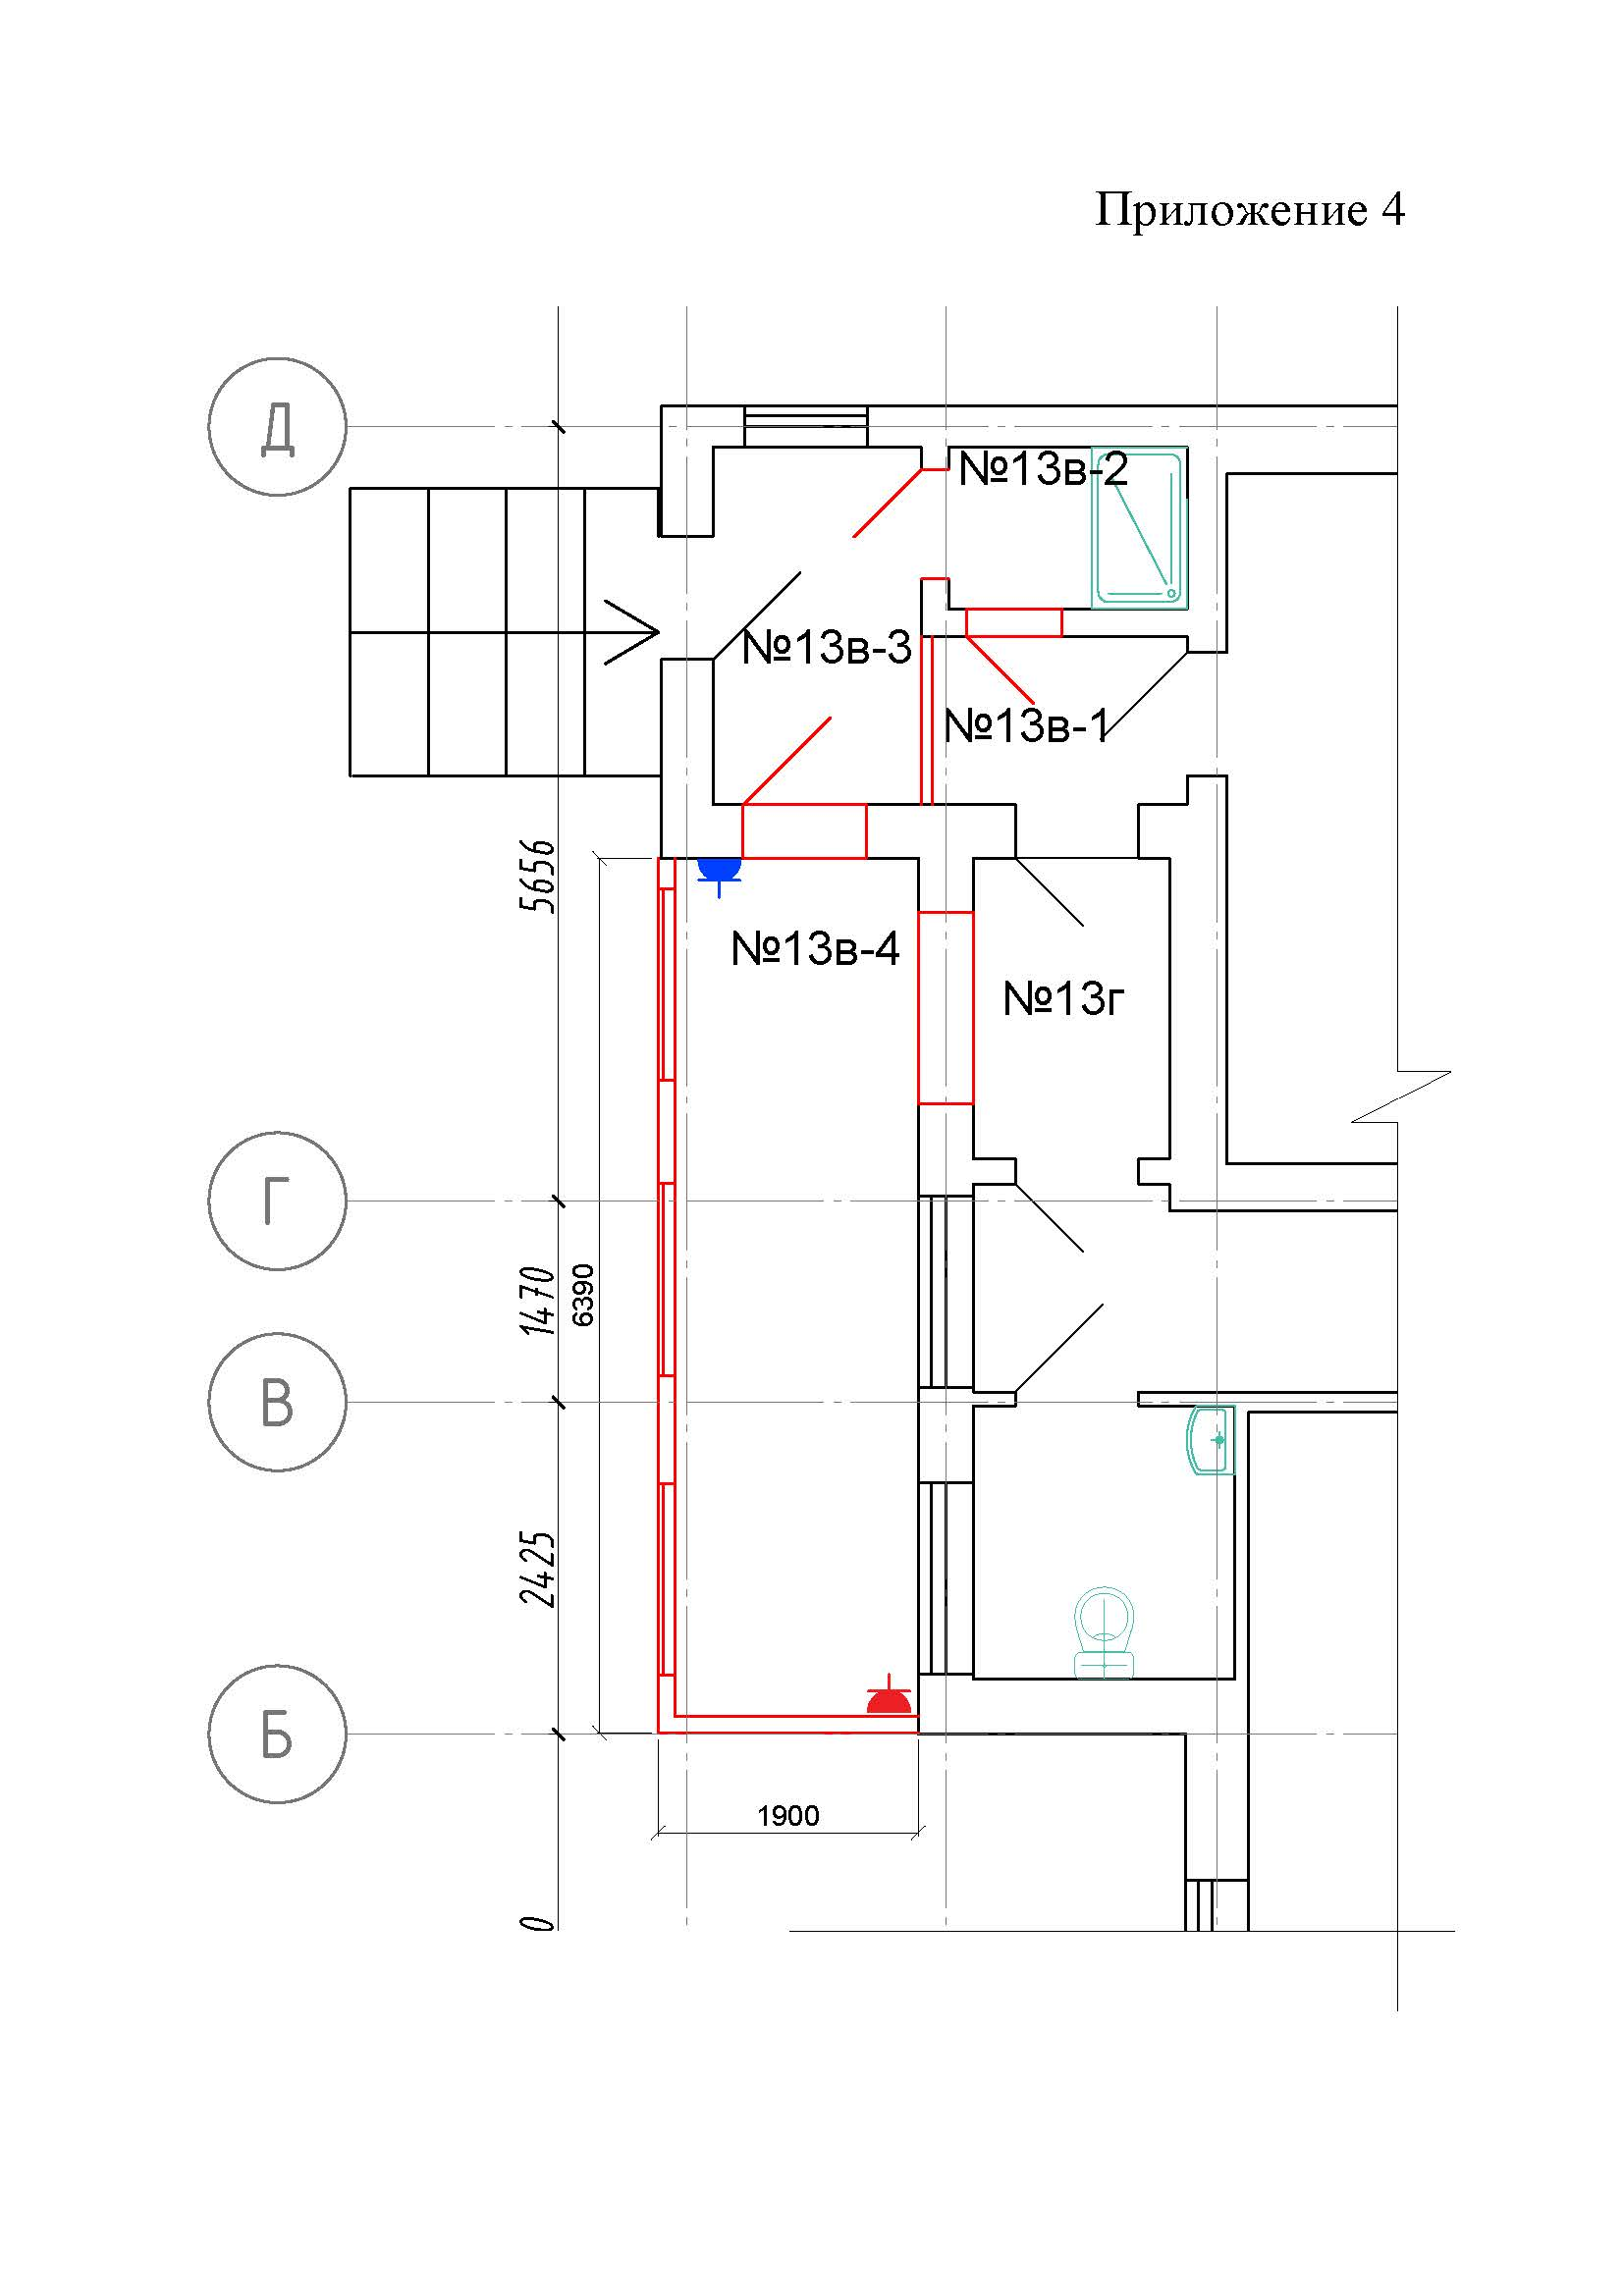 Приложение 4
Д
№13в-2
№13в-3
№13в-1
5656
№13в-4
№13г
Г
1470
6390
В
2425
Б
1900
0